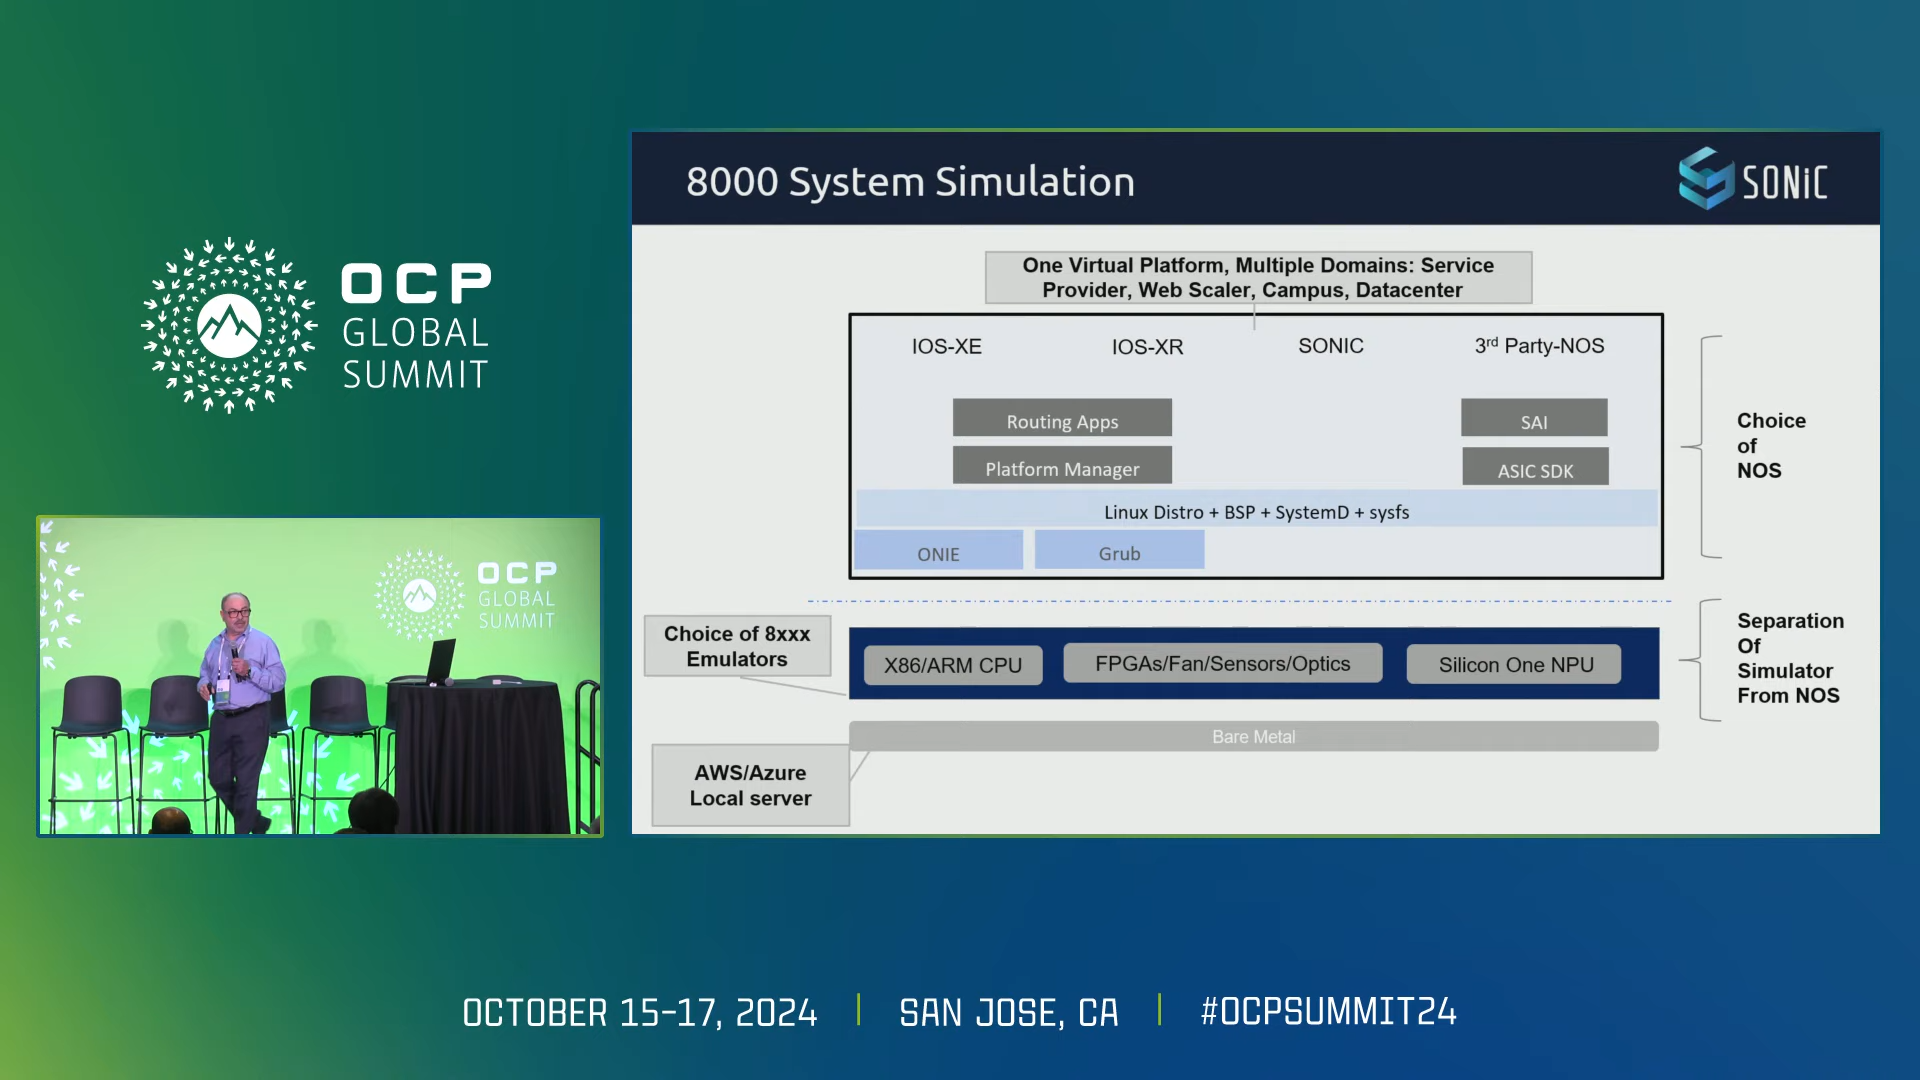 OCP
GLOBAL
SUMMIT
OCP
GLOBAL
SUMMIT
8000 System Simulation
SONiC
One Virtual Platform, Multiple Domains: Service
Provider, Web Scaler, Campus, Datacenter
IOS-XE
IOS-XR
SONIC
3rd Party-NOS
Routing Apps
SAI
Platform Manager
ASIC SDK
Linux Distro + BSP + SystemD + sysfs
ONIE
Grub
Choice
of
NOS
Choice of 8xxx
Emulators
X86/ARM CPU
FPGAs/Fan/Sensors/Optics
Silicon One NPU
Separation
Of
Simulator
From NOS
Bare Metal
AWS/Azure
Local server
OCTOBER 15-17, 2024
SAN JOSE, CA
#OCPSUMMIT24